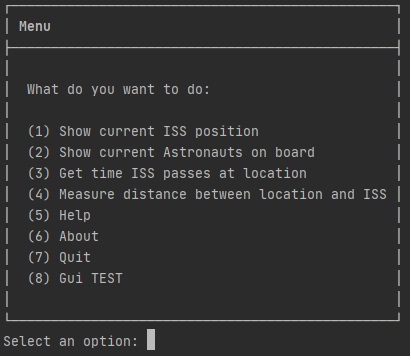 Menu
What do you want to do:
(1) Show current ISS position
(2) Show current Astronauts on board
(3) Get time ISS passes at location
(4) Measure distance between location and ISS
(5) Help
(6) About
(7) Quit
(8) Gui TEST
Select an option: